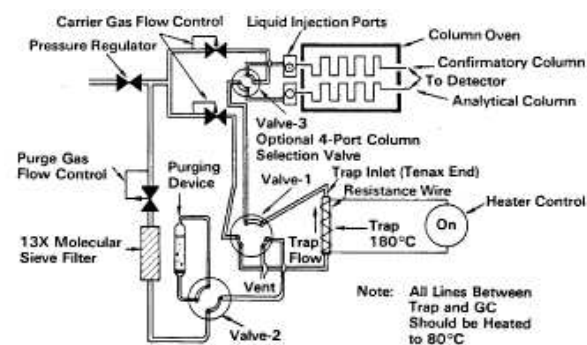 Carrier Gas Flow Control
Liquid Injection Ports
Pressure Regulator
Column Oven
Confirmatory Column
To Detector
Analytical Column
Valve-3
Optional 4-Port Column
Selection Valve
Purge Gas
Flow Control
Purging
Device
Trap Inlet (Tenax End)
Valve-1
Resistance Wire
Heater Control
On
13X Molecular
Sieve Filter
Trap
Flow
Trap
180°C
Vent
Valve-2
Note: All Lines Between
Trap and GC
Should be Heated
to 80°C